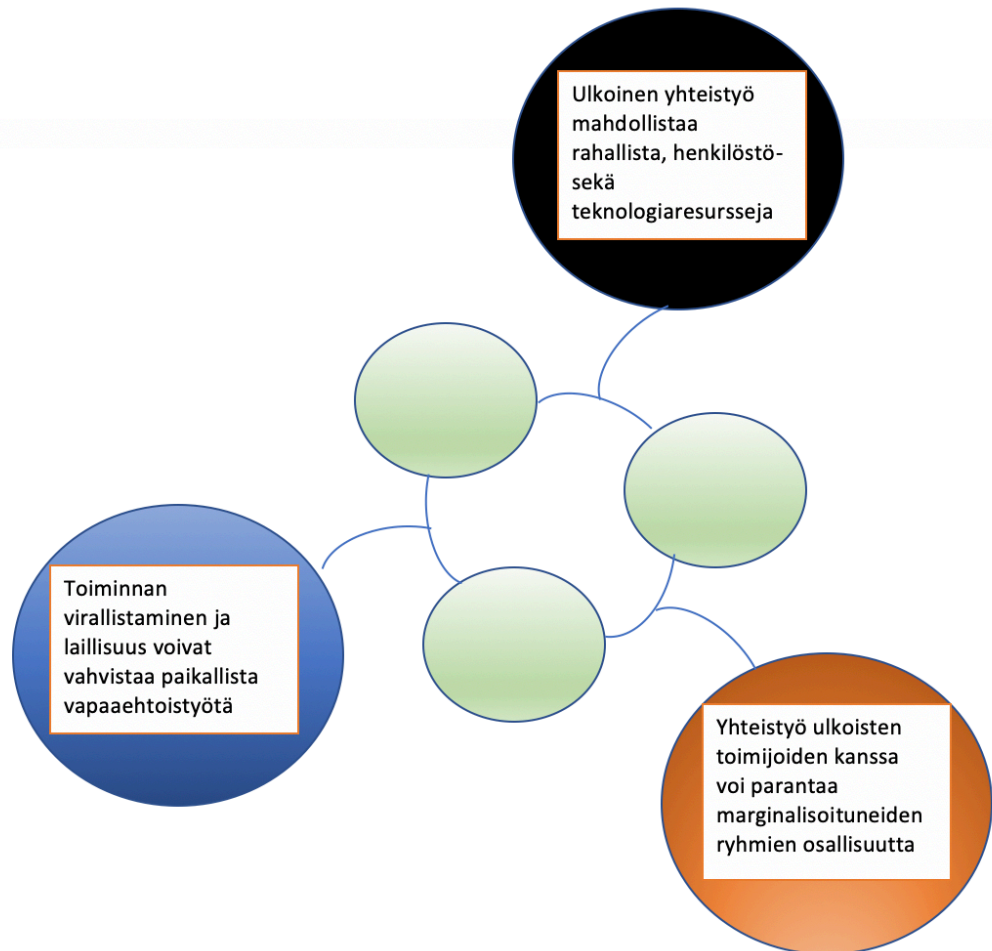 Ulkoinen yhteistyö
mahdollistaa
rahallista, henkilöstö-
sekä
teknologiaresursseja
Toiminnan
virallistaminen ja
laillisuus voivat
vahvistaa paikallista
vapaaehtoistyötä
Yhteistyö ulkoisten
toimijoiden kanssa
voi parantaa
marginalisoituneiden
ryhmien osallisuutta